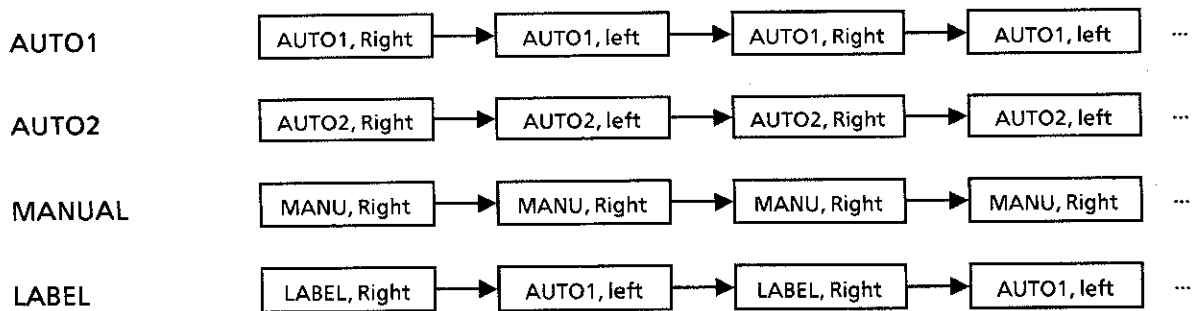 AUTO1 AUTO1, Right AUTO1, left AUTO1, Right AUTO1, left ...
AUTO2 AUTO2, Right AUTO2, left AUTO2, Right AUTO2, left ...
MANUAL MANU, Right MANU, Right MANU, Right MANU, Right ...
LABEL LABEL, Right AUTO1, left LABEL, Right AUTO1, left ...